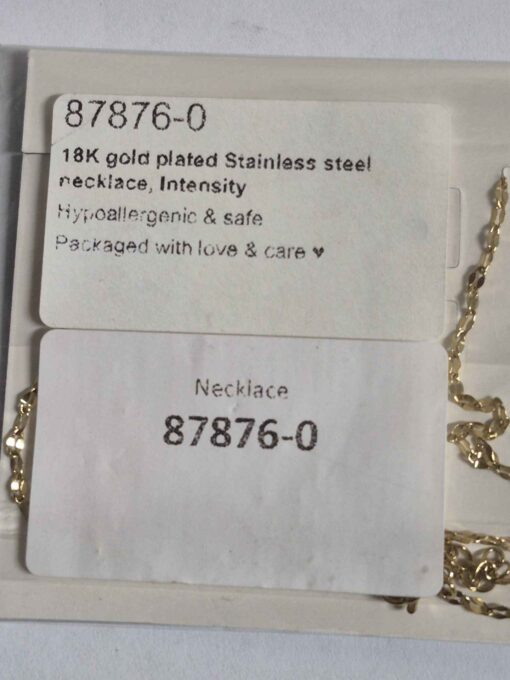 87876-0
18K gold plated Stainless steel
necklace, Intensity
Hypoallergenic & safe
Packaged with love & care ♥
Necklace
87876-0